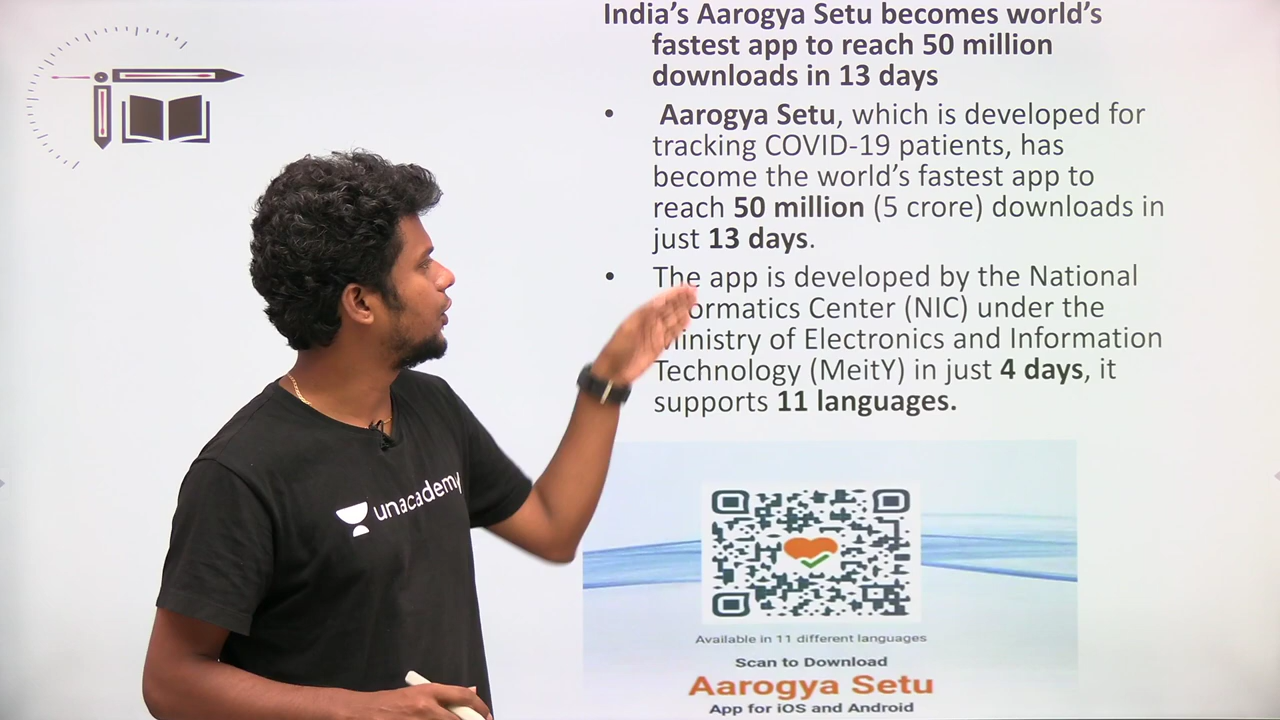 India’s Aarogya Setu becomes world’s
fastest app to reach 50 million
downloads in 13 days
• Aarogya Setu, which is developed for
tracking COVID-19 patients, has
become the world’s fastest app to
reach 50 million (5 crore) downloads in
just 13 days.
• The app is developed by the National
Center (NIC) under the
of Electronics and Information
Technology (MeitY) in just 4 days, it
supports 11 languages.
unacademy
Available in 11 different languages
Scan to Download
Aarogya Setu
App for iOS and Android